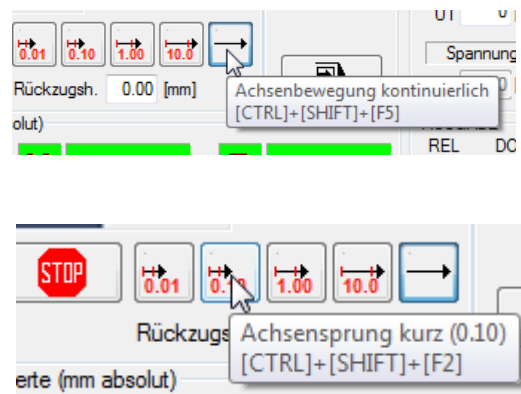 UT 0
0.01 0.10 1.00 10.0
Spannung
Rückzugsh. 0.00 [mm]
Achsenbewegung kontinuierlich
[CTRL]+[SHIFT]+[F5]
olut)
REL DO
STOP 0.01 0.10 1.00 10.0
Rückzugs
Achsensprung kurz (0.10)
[CTRL]+[SHIFT]+[F2]
erte (mm absolut)